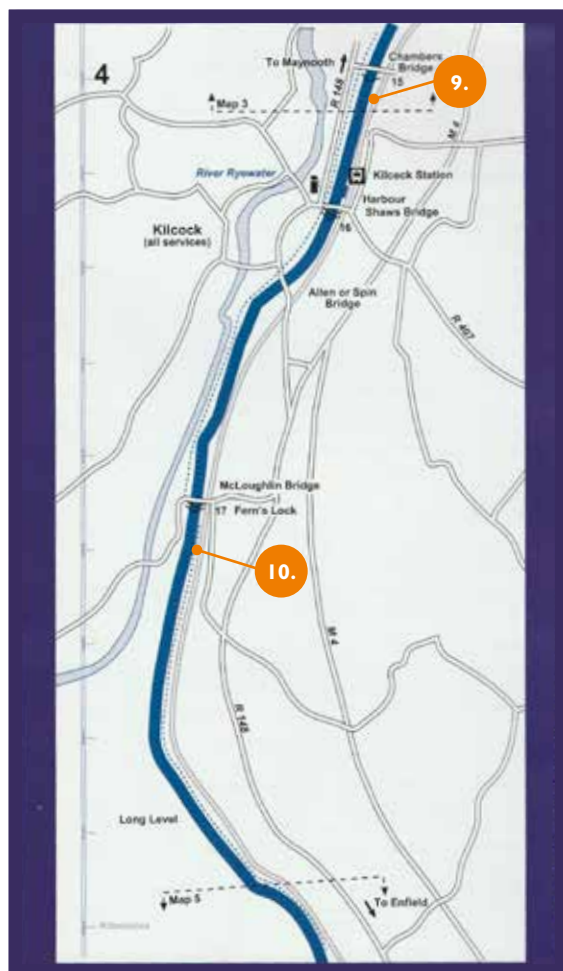 4
To Maynooth
R 148
Chambers
Bridge
15
9.
Map 3
M 4
River Ryewater
Kilcock Station
Harbour
Shaws Bridge
16
Kilcock
(all services)
Allen or Spin
Bridge
R 407
McLoughlin Bridge
17 Fern's Lock
10.
M 4
R 148
Long Level
Map 5
To Enfield
Kilometres